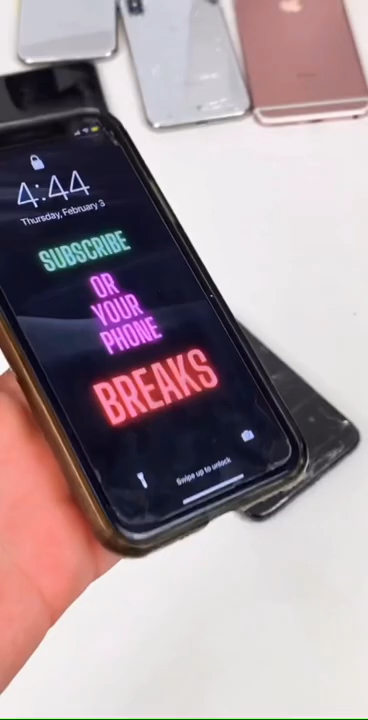 4:44
Thursday, February 3
SUBSCRIBE
OR
YOUR
PHONE
BREAKS
Swipe up to unlock